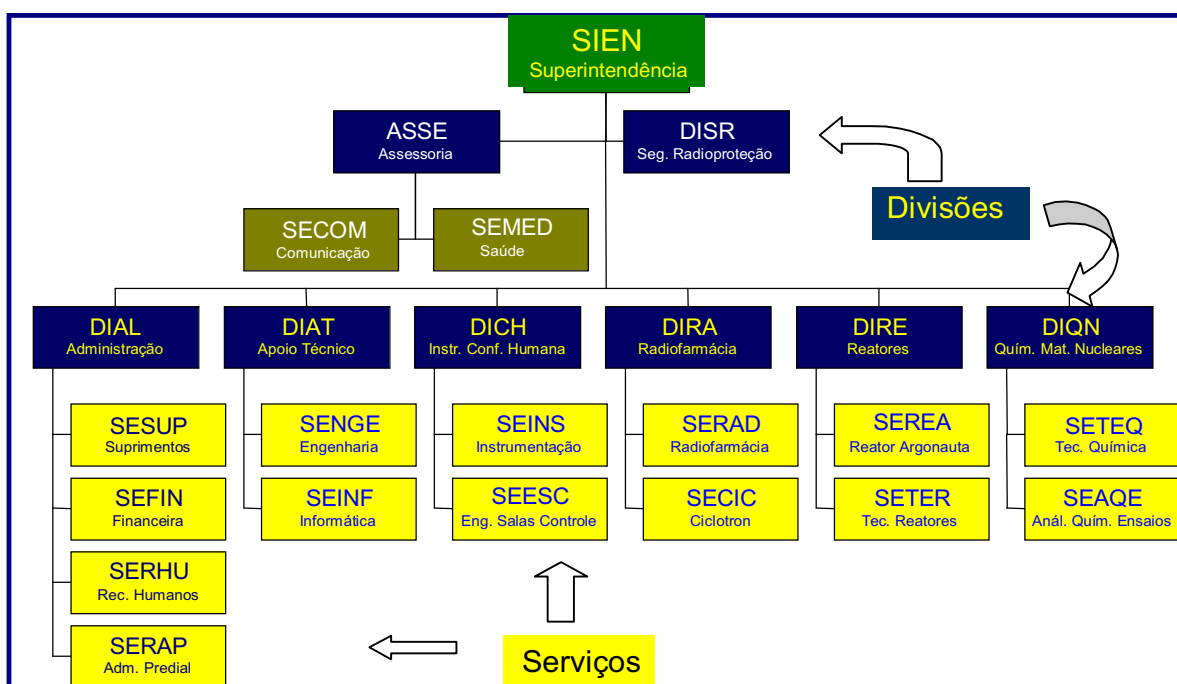 SIEN
Superintendência
ASSE
Assessoria
DISR
Seg. Radioproteção
Divisões
SECOM
Comunicação
SEMED
Saúde
DIAL
Administração
DIAT
Apoio Técnico
DICH
Instr. Conf. Humana
DIRA
Radiofarmácia
DIRE
Reatores
DIQN
Quím. Mat. Nucleares
SESUP
Suprimentos
SENGE
Engenharia
SEINS
Instrumentação
SERAD
Radiofarmácia
SEREA
Reator Argonauta
SETEQ
Tec. Química
SEFIN
Financeira
SEINF
Informática
SEESC
Eng. Salas Controle
SECIC
Ciclotron
SETER
Tec. Reatores
SEAQE
Anál. Quím. Ensaios
SERHU
Rec. Humanos
SERAP
Adm. Predial
Serviços